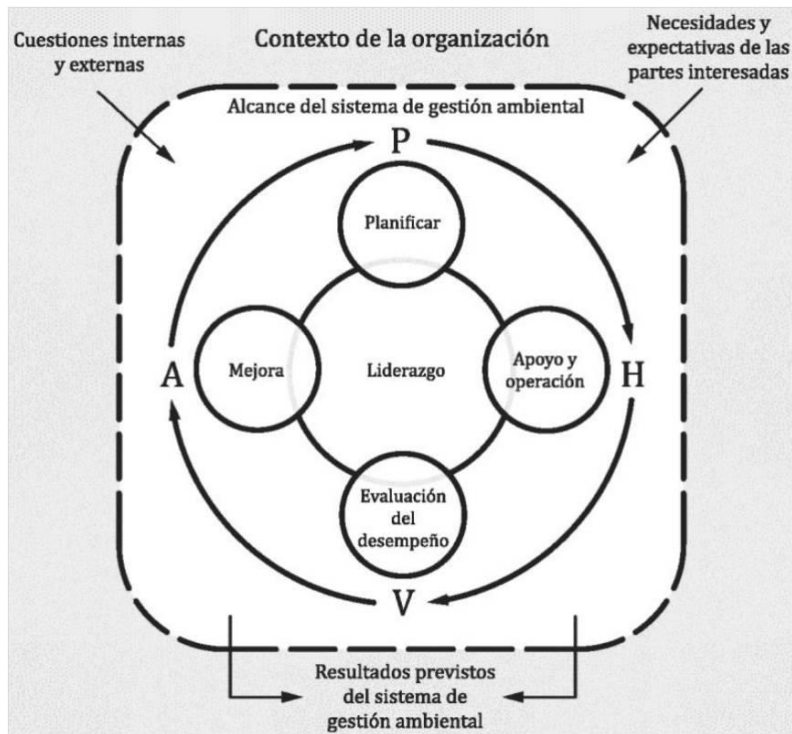 Cuestiones internas
y externas
Contexto de la organización
Necesidades y
expectativas de las
partes interesadas
Alcance del sistema de gestión ambiental
P
Planificar
A
Mejora
Liderazgo
Apoyo y
operación
H
Evaluación
del
desempeño
V
Resultados previstos
del sistema de
gestión ambiental